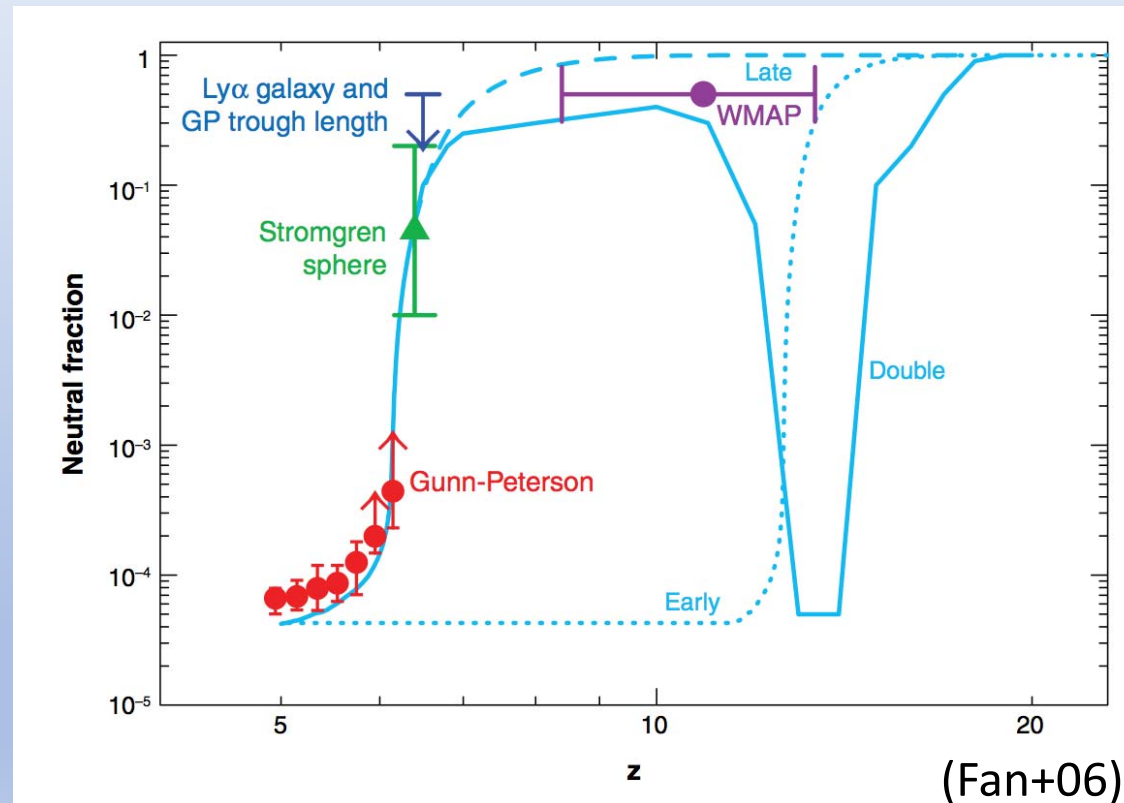 1
Late
Lyα galaxy and
GP trough length
WMAP
10⁻¹
Stromgren
sphere
10⁻²
Double
Neutral fraction
10⁻³
Gunn-Peterson
10⁻⁴
Early
10⁻⁵
5
10
20
z
(Fan+06)